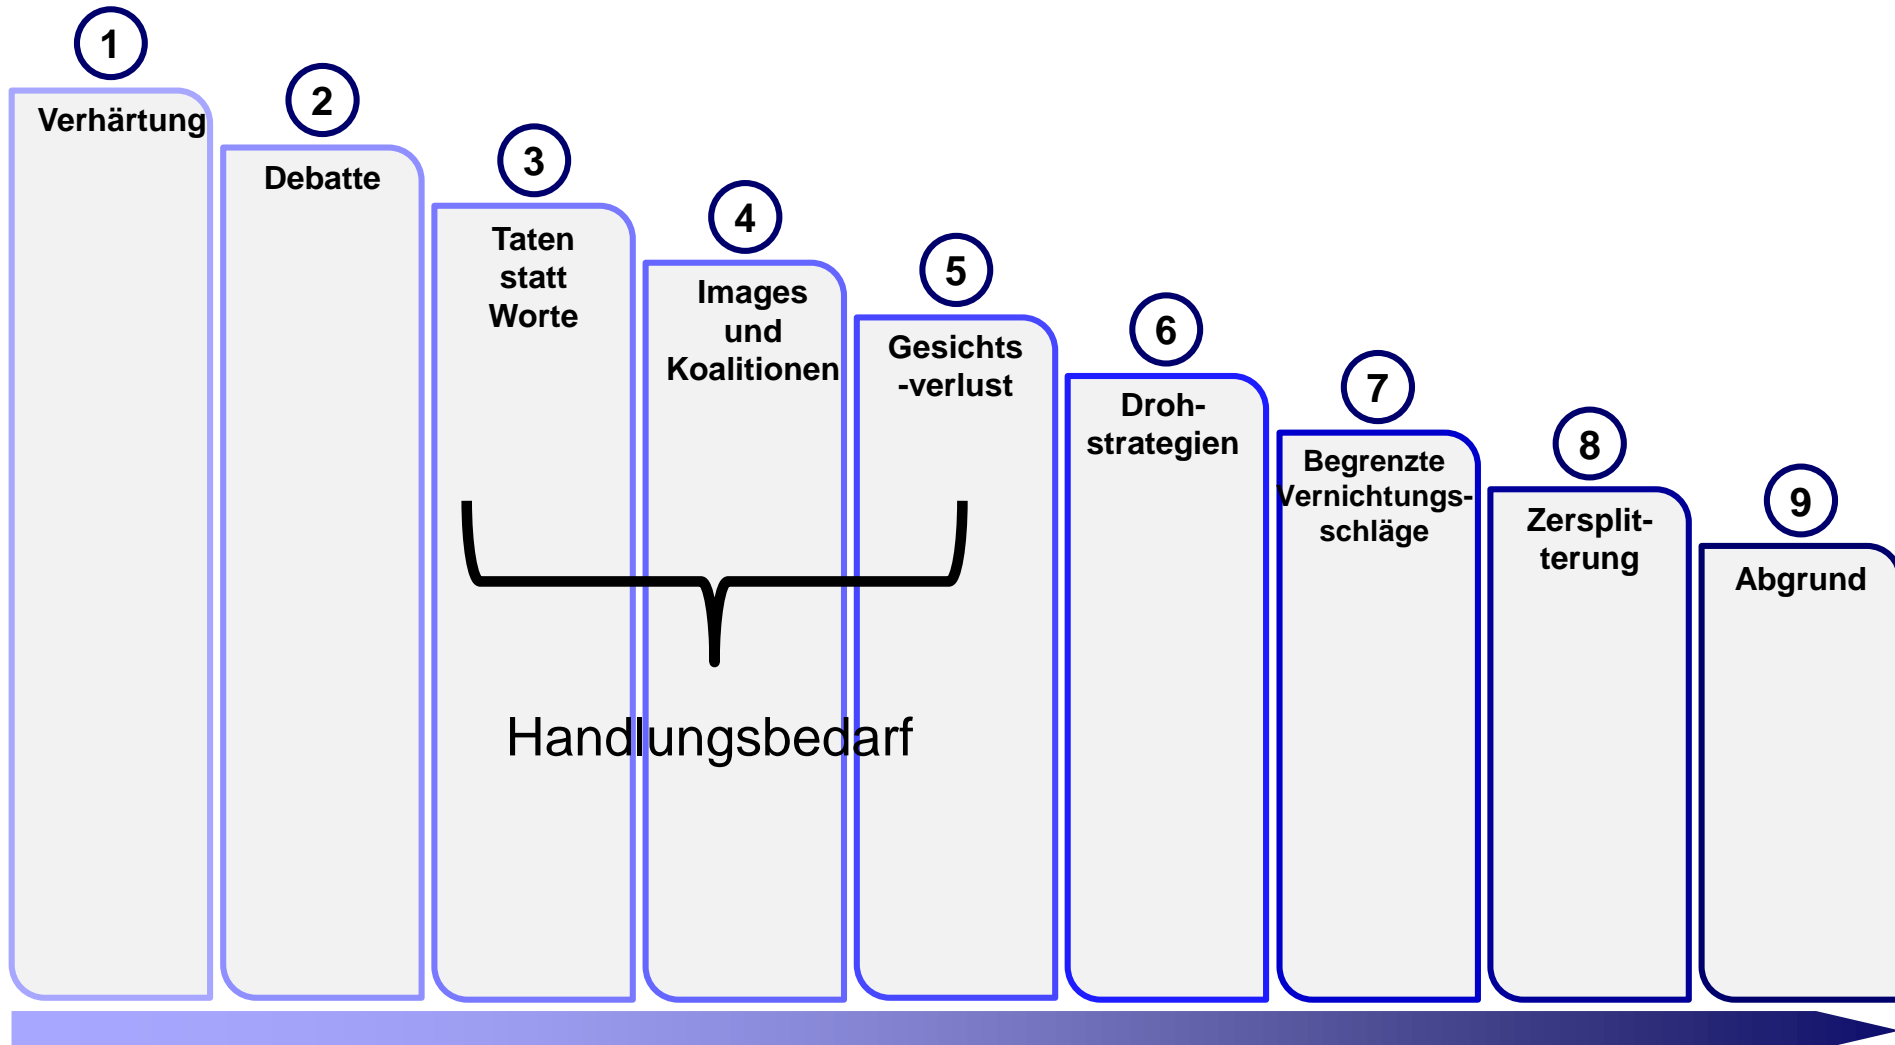 1
Verhärtung
2
Debatte
3
Taten
statt
Worte
4
Images
und
Koalitionen
5
Gesichts
-verlust
6
Droh-
strategien
7
Begrenzte
Vernichtungs-
schläge
8
Zersplit-
terung
9
Abgrund
Handlungsbedarf